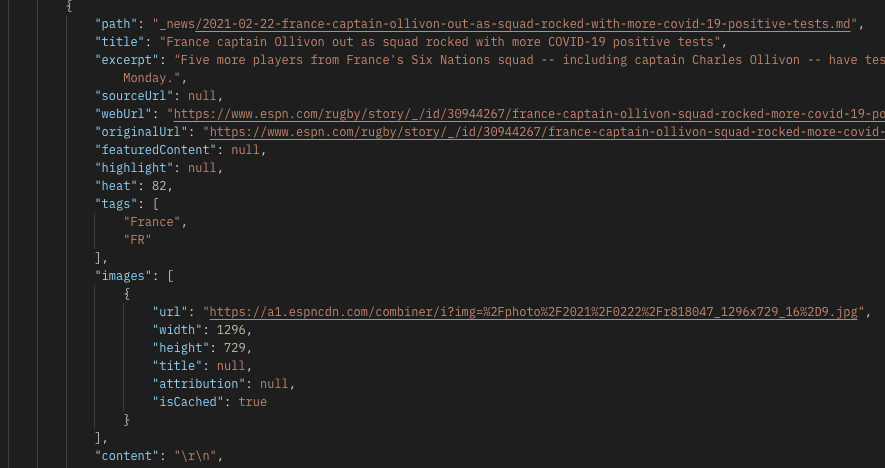 {
"path": "_news/2021-02-22-france-captain-ollivon-out-as-squad-rocked-with-more-covid-19-positive-tests.md",
"title": "France captain Ollivon out as squad rocked with more COVID-19 positive tests",
"excerpt": "Five more players from France's Six Nations squad -- including captain Charles Ollivon -- have tes
Monday.",
"sourceUrl": null,
"webUrl": "https://www.espn.com/rugby/story/_/id/30944267/france-captain-ollivon-squad-rocked-more-covid-19-po
"originalUrl": "https://www.espn.com/rugby/story/_/id/30944267/france-captain-ollivon-squad-rocked-more-covid-
"featuredContent": null,
"highlight": null,
"heat": 82,
"tags": [
"France",
"FR"
],
"images": [
{
"url": "https://a1.espncdn.com/combiner/i?img=%2Fphoto%2F2021%2F0222%2Fr818047_1296x729_16%2D9.jpg",
"width": 1296,
"height": 729,
"title": null,
"attribution": null,
"isCached": true
}
],
"content": "\r\n",